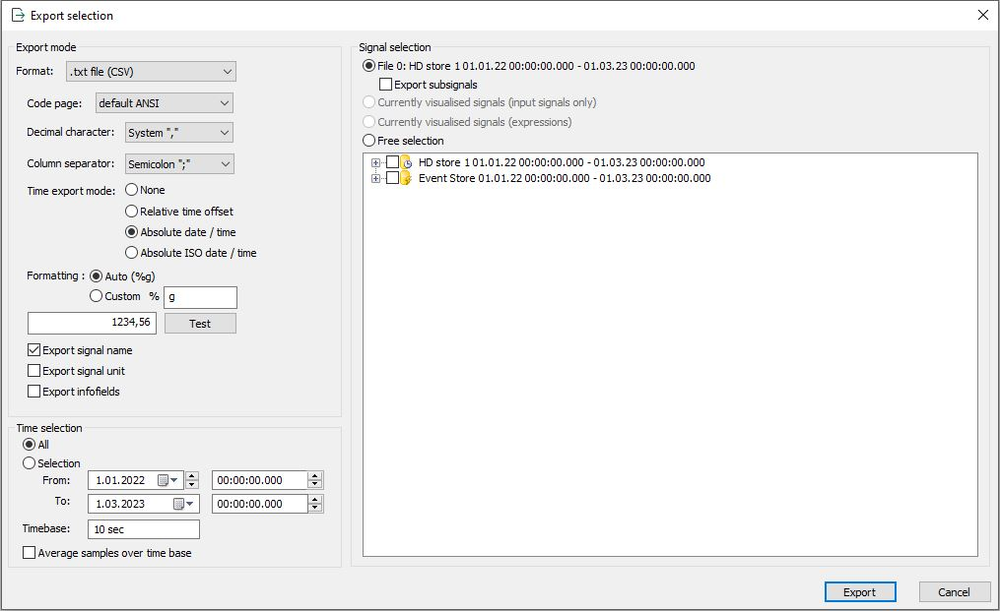 Export selection
Export mode
Format: .txt file (CSV)
Code page: default ANSI
Decimal character: System ","
Column separator: Semicolon ";"
Time export mode: None
Relative time offset
Absolute date / time
Absolute ISO date / time
Formatting : Auto (%g)
Custom % g
1234,56 Test
Export signal name
Export signal unit
Export infofields
Time selection
All
Selection
From: 1.01.2022 00:00:00.000
To: 1.03.2023 00:00:00.000
Timebase: 10 sec
Average samples over time base
Signal selection
File 0: HD store 1 01.01.22 00:00:00.000 - 01.03.23 00:00:00.000
Export subsignals
Currently visualised signals (input signals only)
Currently visualised signals (expressions)
Free selection
HD store 1 01.01.22 00:00:00.000 - 01.03.23 00:00:00.000
Event Store 01.01.22 00:00:00.000 - 01.03.23 00:00:00.000
Export Cancel